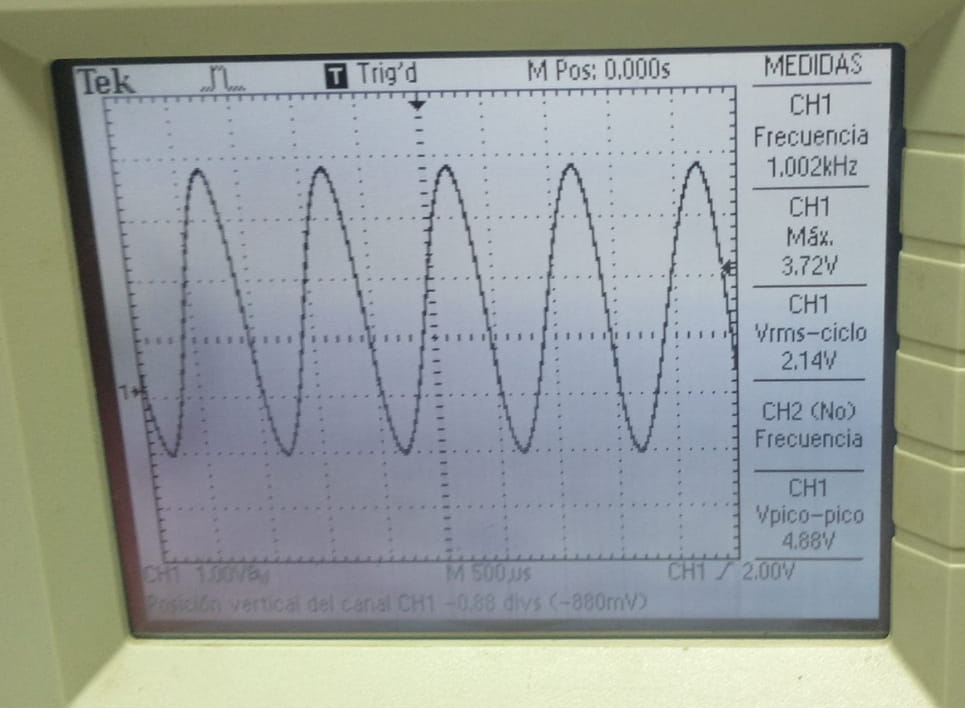 Tek
T Trig'd
M Pos: 0.000s
MEDIDAS
CH1
Frecuencia
1.002kHz
CH1
Máx.
3.72V
CH1
Vrms-ciclo
2.14V
CH2 (No)
Frecuencia
CH1
Vpico-pico
4.88V
1
CH1 1.00V
M 500µs
CH1 2.00V
Posición vertical del canal CH1 -0.88 divs (-880mV)